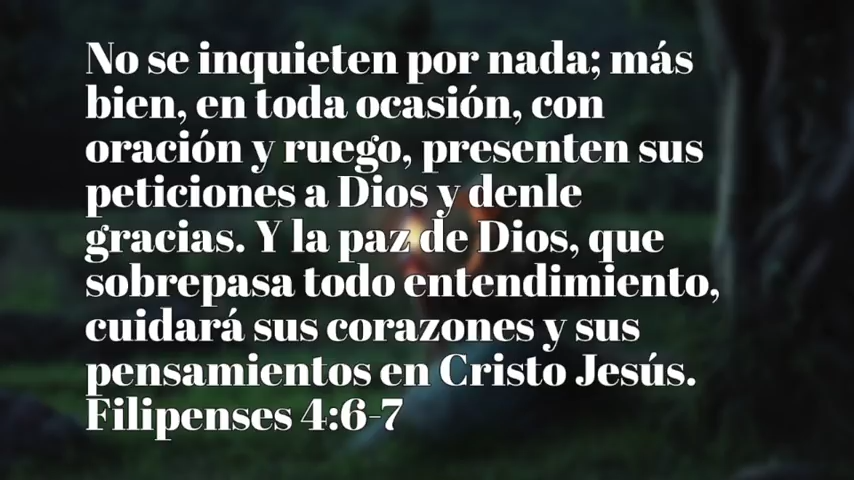 No se inquieten por nada; más
bien, en toda ocasión, con
oración y ruego, presenten sus
peticiones a Dios y denle
gracias. Y la paz de Dios, que
sobrepasa todo entendimiento,
cuidará sus corazones y sus
pensamientos en Cristo Jesús.
Filipenses 4:6-7